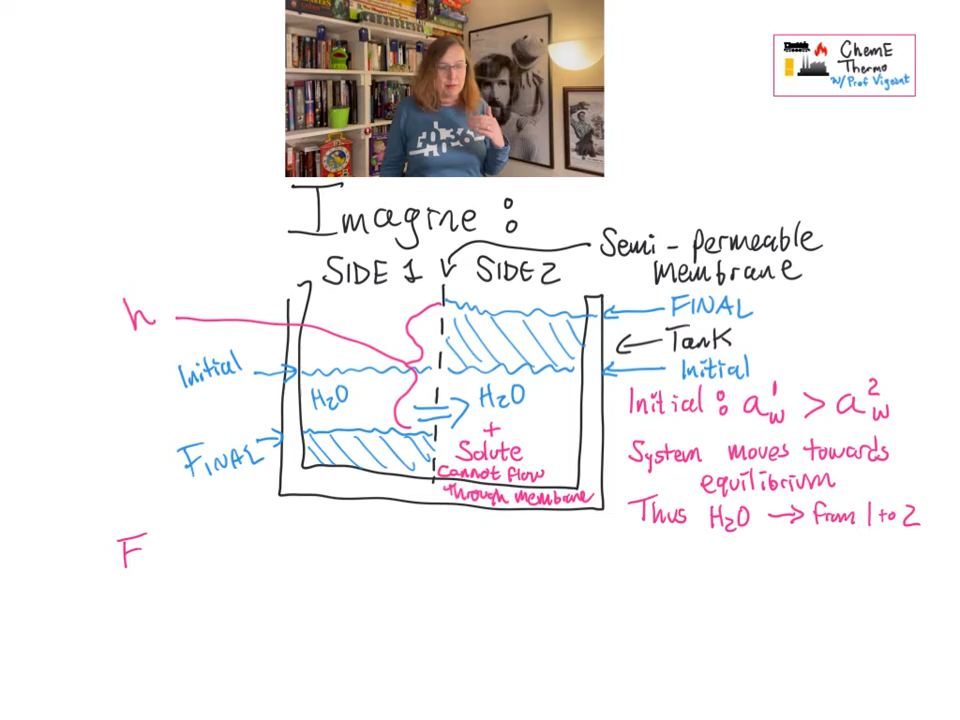 ChemE
Thermo
w/ Prof Vigeant
Imagine :
Semi-permeable
membrane
SIDE 1
SIDE 2
h
FINAL
Tank
Initial
Initial
H2O
H2O
+
Solute
cannot flow
through membrane
FINAL
Initial : a¹w > a²w
System moves towards
equilibrium
Thus H2O → from 1 to 2
F